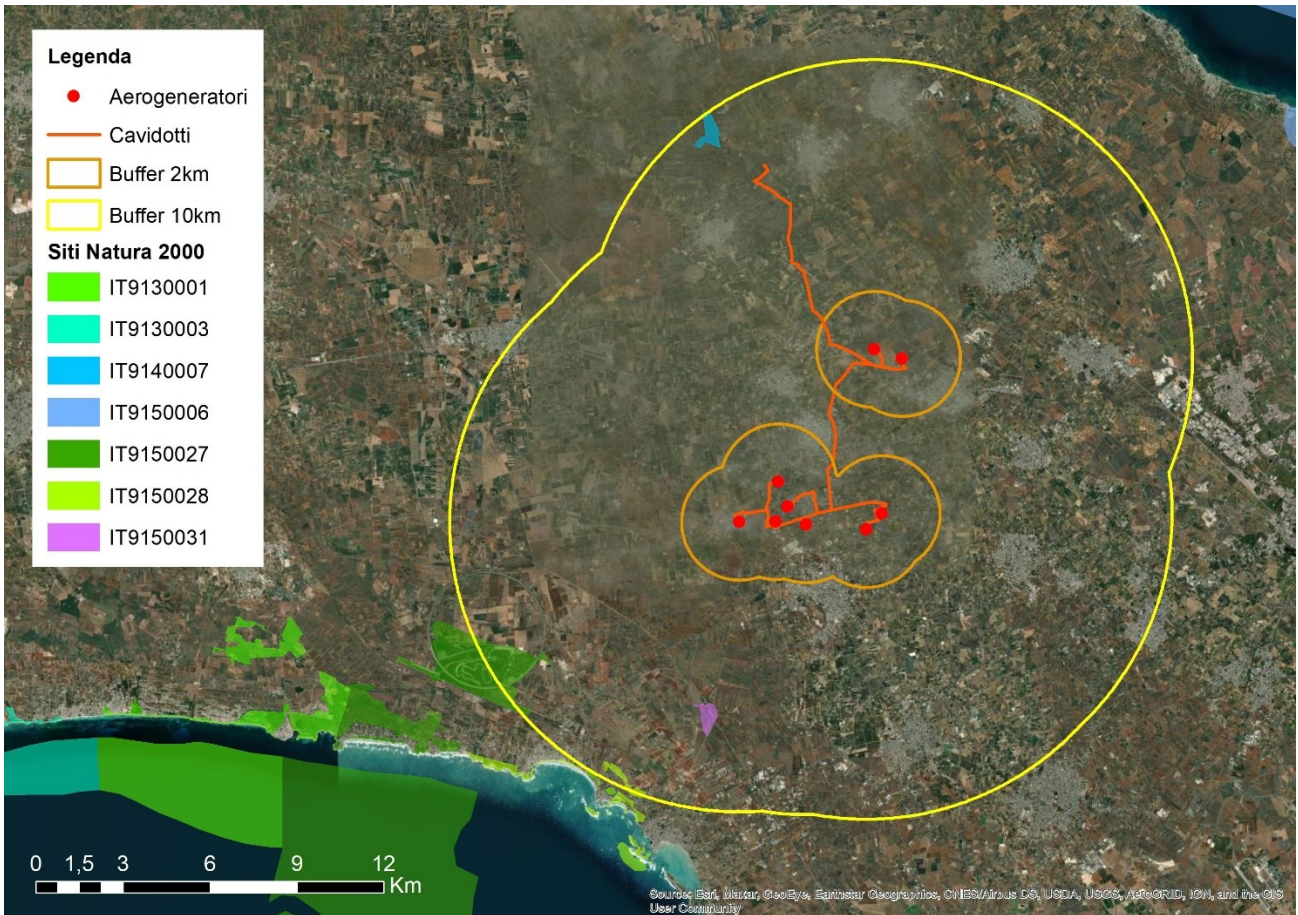 Legenda
Aerogeneratori
Cavidotti
Buffer 2km
Buffer 10km
Siti Natura 2000
IT9130001
IT9130003
IT9140007
IT9150006
IT9150027
IT9150028
IT9150031
0 1,5 3 6 9 12
Km
Source: Esri, Maxar, GeoEye, Earthstar Geographics, CNES/Airbus DS, USDA, USGS, AeroGRID, IGN, and the GIS
User Community